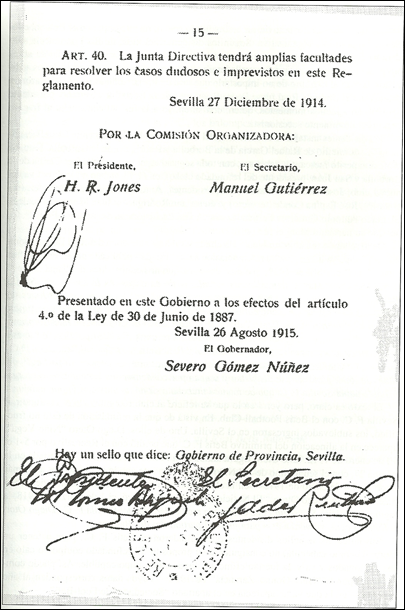 — 15 —
ART. 40. La Junta Directiva tendrá amplias facultades
para resolver los casos dudosos e imprevistos en este Re-
glamento.
Sevilla 27 Diciembre de 1914.
POR LA COMISIÓN ORGANIZADORA:
El Présidente, El Secretario,
H. R. Jones Manuel Gutiérrez
Presentado en este Gobierno a los efectos del artículo
4.º de la Ley de 30 de Junio de 1887.
Sevilla 26 Agosto 1915.
El Gobernador,
Severo Gómez Núñez
Hay un sello que dice: Gobierno de Provincia, Sevilla.
El Presidente El Secretario